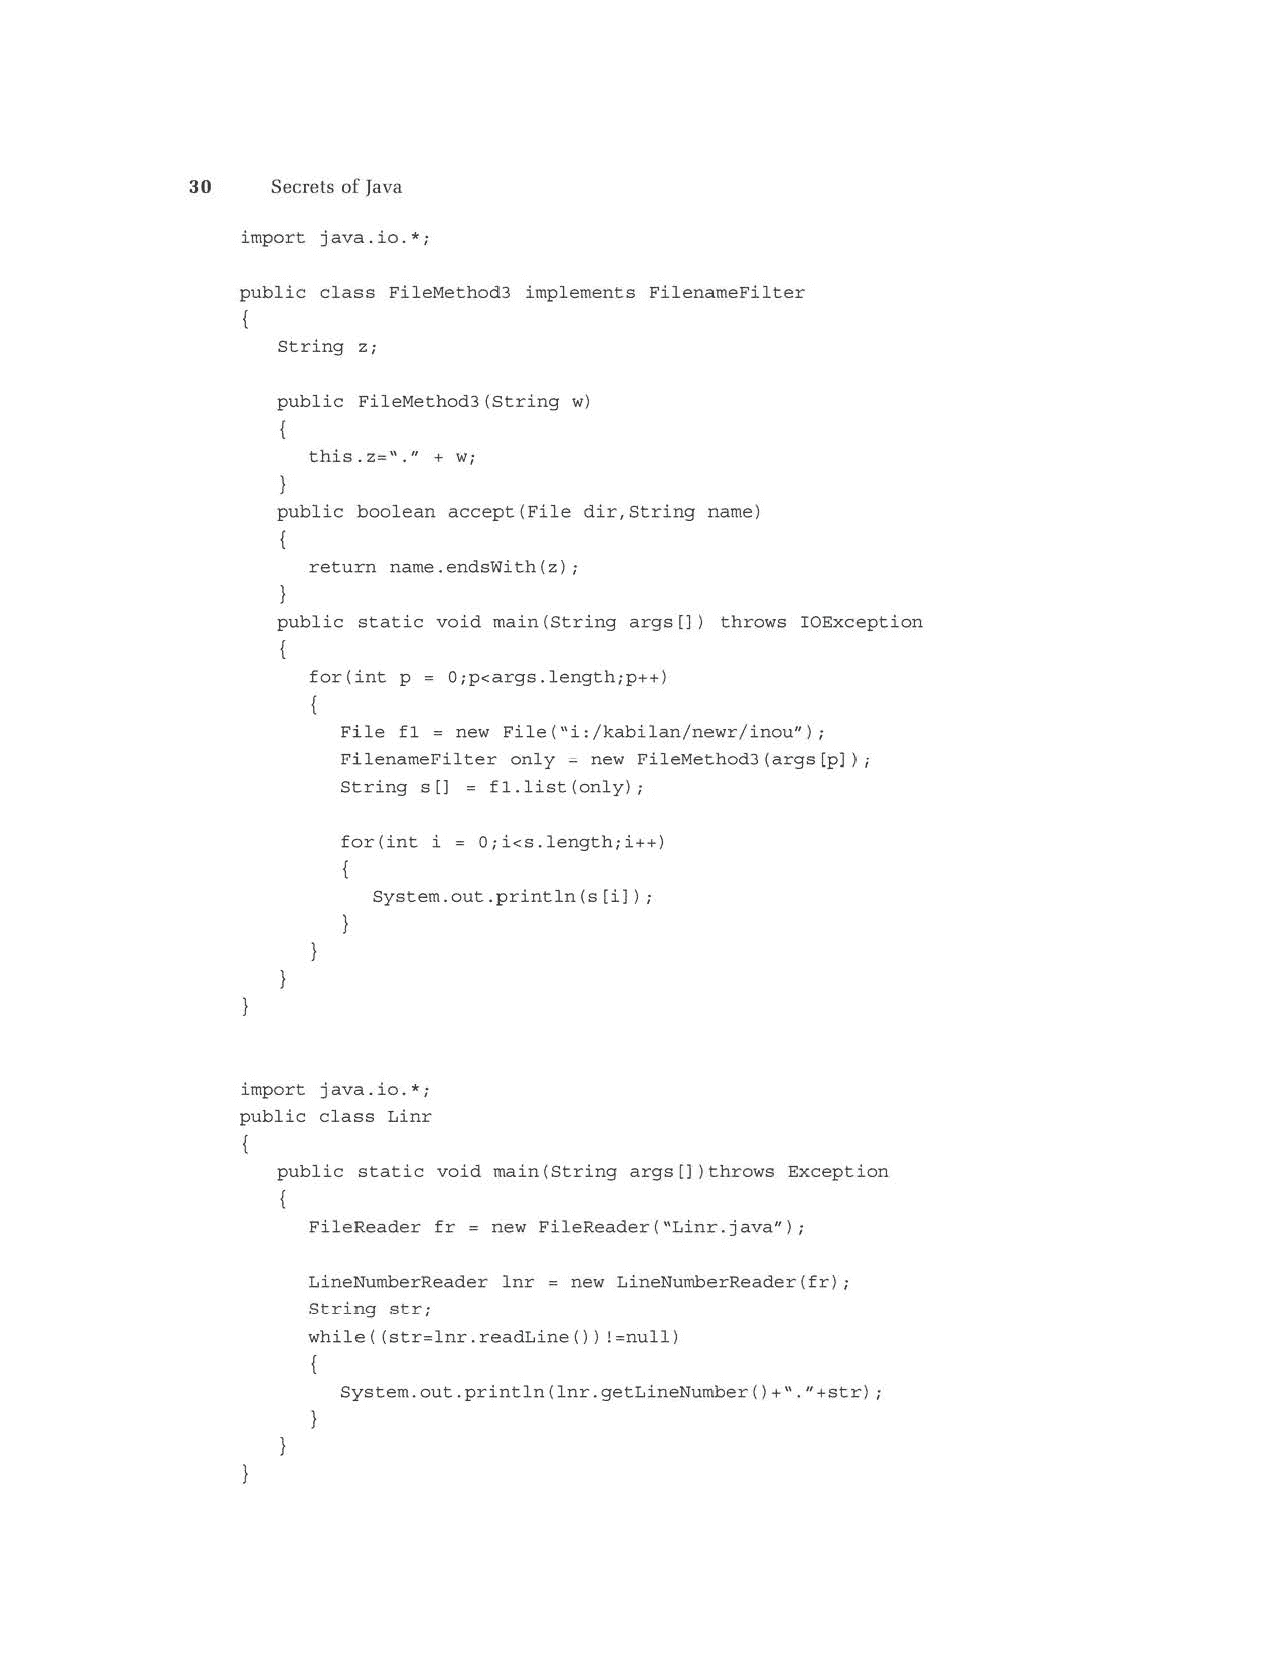 30 Secrets of Java
import java.io.*;
public class FileMethod3 implements FilenameFilter
{
String z;
public FileMethod3(String w)
{
this.z=“.” + w;
}
public boolean accept(File dir,String name)
{
return name.endsWith(z);
}
public static void main(String args[]) throws IOException
{
for(int p = 0;p<args.length;p++)
{
File f1 = new File(“i:/kabilan/newr/inou”);
FilenameFilter only = new FileMethod3(args[p]);
String s[] = f1.list(only);
for(int i = 0;i<s.length;i++)
{
System.out.println(s[i]);
}
}
}
}
import java.io.*;
public class Linr
{
public static void main(String args[])throws Exception
{
FileReader fr = new FileReader(“Linr.java”);
LineNumberReader lnr = new LineNumberReader(fr);
String str;
while((str=lnr.readLine())!=null)
{
System.out.println(lnr.getLineNumber()+“.”+str);
}
}
}